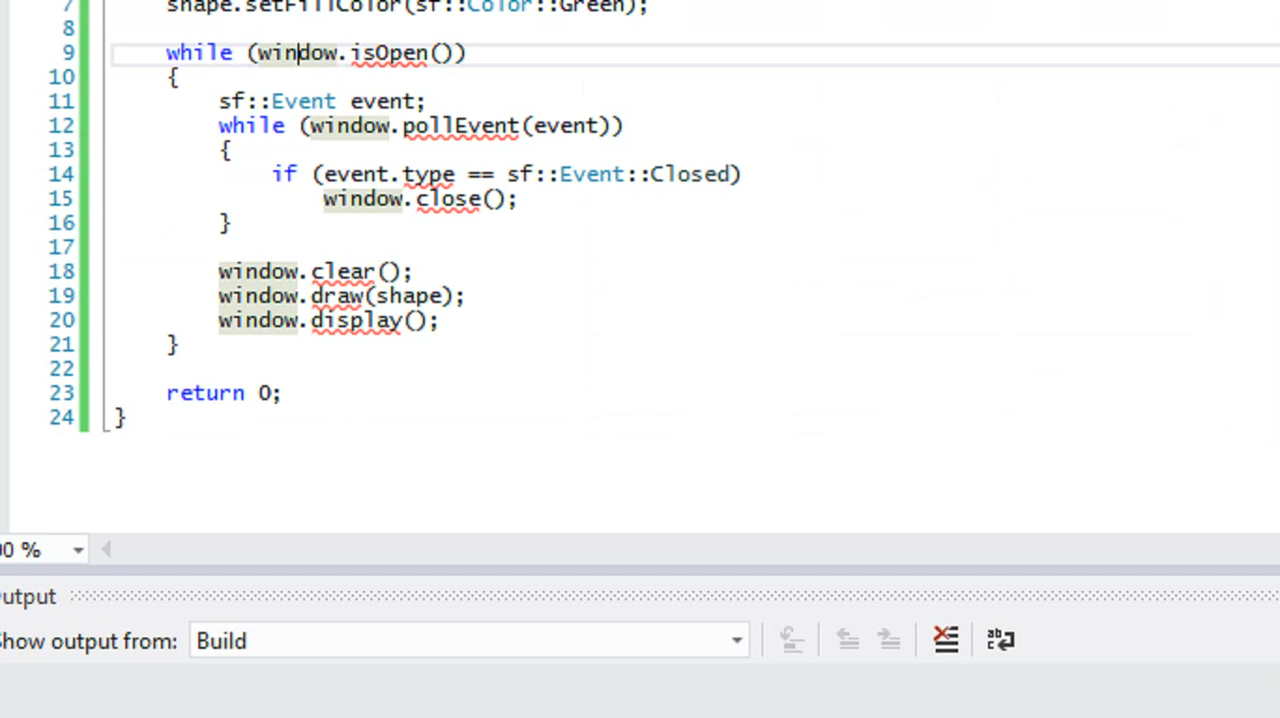 7 shape.setFillColor(sf::Color::Green);
8
9 while (window.isOpen())
10 {
11 sf::Event event;
12 while (window.pollEvent(event))
13 {
14 if (event.type == sf::Event::Closed)
15 window.close();
16 }
17
18 window.clear();
19 window.draw(shape);
20 window.display();
21 }
22
23 return 0;
24 }
00 %
utput
how output from: Build